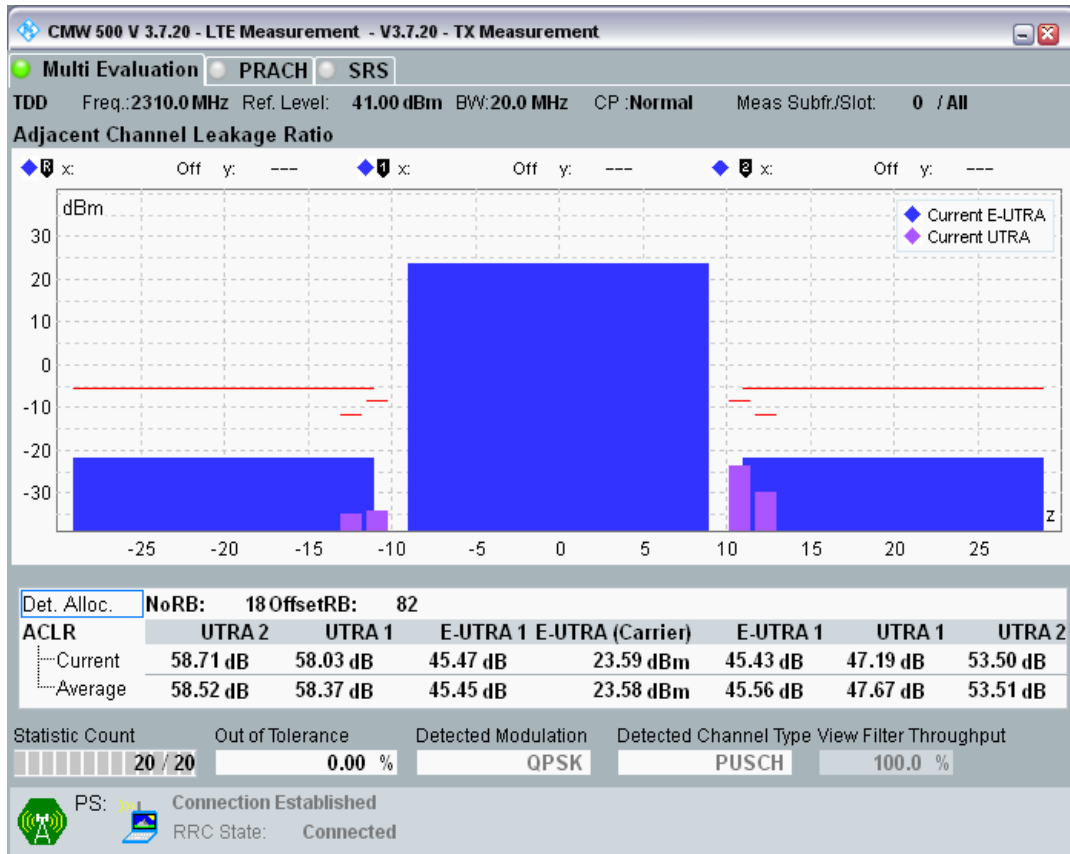 CMW 500 V 3.7.20 - LTE Measurement - V3.7.20 - TX Measurement
Multi Evaluation PRACH SRS
TDD Freq.:2310.0 MHz Ref. Level: 41.00 dBm BW:20.0 MHz CP :Normal Meas Subfr./Slot: 0 / All
Adjacent Channel Leakage Ratio
R x: Off y: --- 1 x: Off y: --- 2 x: Off y: ---
dBm
Current E-UTRA
Current UTRA
30
20
10
0
-10
-20
-30
z
-25 -20 -15 -10 -5 0 5 10 15 20 25
Det. Alloc. NoRB: 18 OffsetRB: 82
ACLR UTRA 2 UTRA 1 E-UTRA 1 E-UTRA (Carrier) E-UTRA 1 UTRA 1 UTRA 2
Current 58.71 dB 58.03 dB 45.47 dB 23.59 dBm 45.43 dB 47.19 dB 53.50 dB
Average 58.52 dB 58.37 dB 45.45 dB 23.58 dBm 45.56 dB 47.67 dB 53.51 dB
Statistic Count Out of Tolerance Detected Modulation Detected Channel Type View Filter Throughput
20 / 20 0.00 % QPSK PUSCH 100.0 %
PS: Connection Established
RRC State: Connected